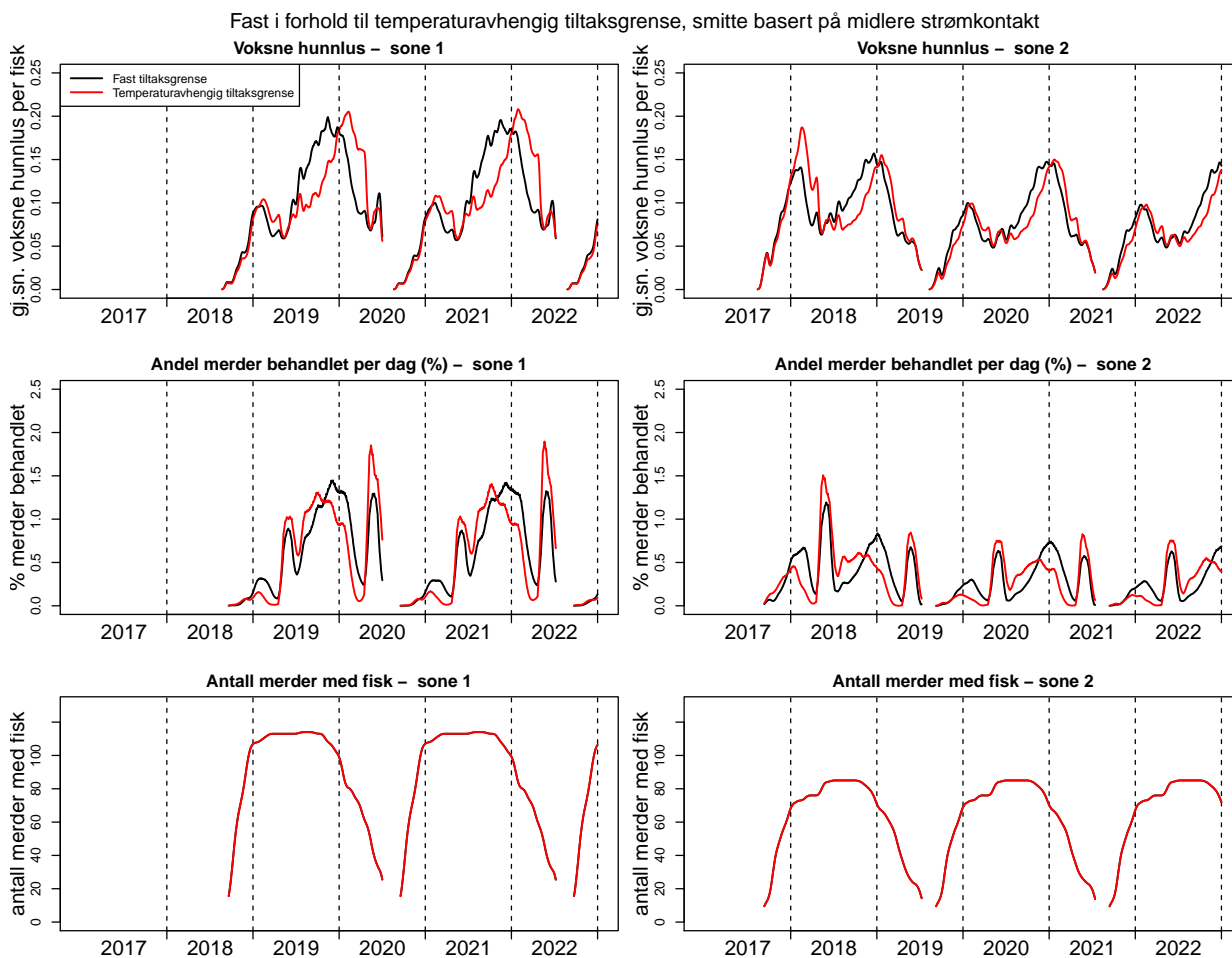 Fast i forhold til temperaturavhengig tiltaksgrense, smitte basert på midlere strømkontakt
Voksne hunnlus – sone 1
gj.sn. voksne hunnlus per fisk
0.00 0.05 0.10 0.15 0.20 0.25
Fast tiltaksgrense
Temperaturavhengig tiltaksgrense
2017 2018 2019 2020 2021 2022
Voksne hunnlus – sone 2
gj.sn. voksne hunnlus per fisk
0.00 0.05 0.10 0.15 0.20 0.25
2017 2018 2019 2020 2021 2022
Andel merder behandlet per dag (%) – sone 1
% merder behandlet
0.0 0.5 1.0 1.5 2.0 2.5
2017 2018 2019 2020 2021 2022
Andel merder behandlet per dag (%) – sone 2
% merder behandlet
0.0 0.5 1.0 1.5 2.0 2.5
2017 2018 2019 2020 2021 2022
Antall merder med fisk – sone 1
antall merder med fisk
0 20 40 60 80 100
2017 2018 2019 2020 2021 2022
Antall merder med fisk – sone 2
antall merder med fisk
0 20 40 60 80 100
2017 2018 2019 2020 2021 2022